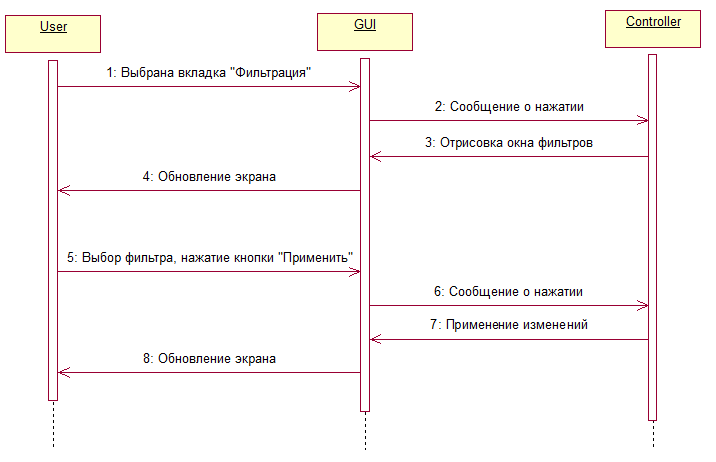 User
GUI
Controller
1: Выбрана вкладка "Фильтрация"
2: Сообщение о нажатии
3: Отрисовка окна фильтров
4: Обновление экрана
5: Выбор фильтра, нажатие кнопки "Применить"
6: Сообщение о нажатии
7: Применение изменений
8: Обновление экрана